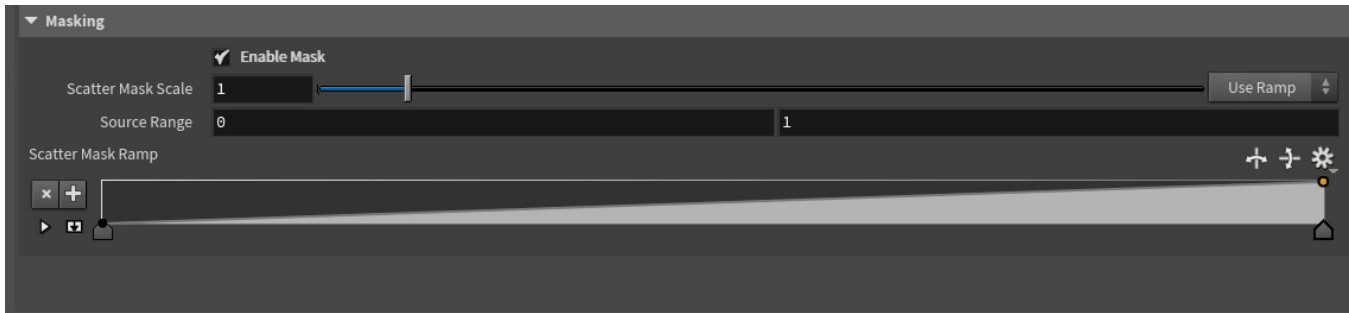 Masking
Enable Mask
Scatter Mask Scale 1 Use Ramp
Source Range 0 1
Scatter Mask Ramp